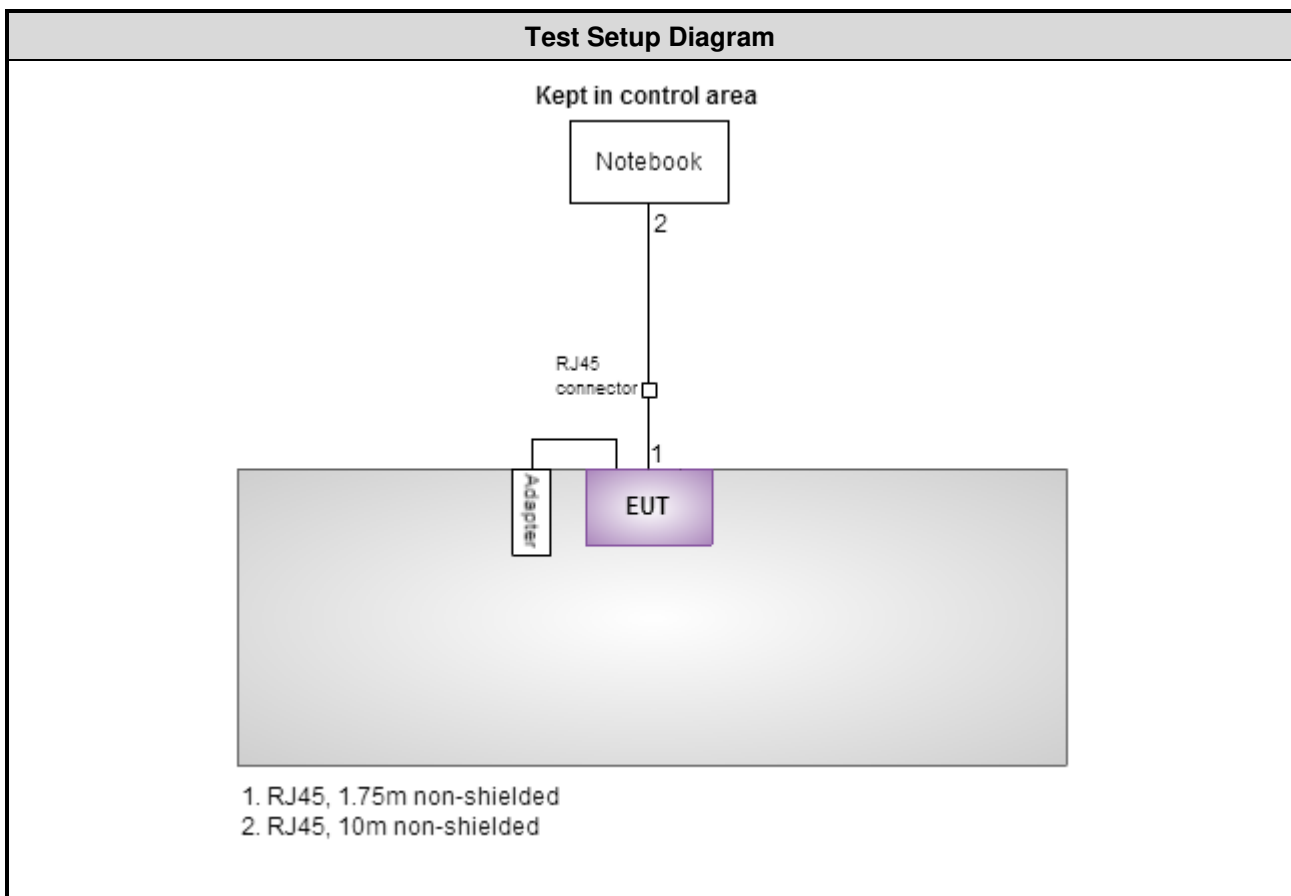 Test Setup Diagram
Kept in control area
Notebook
2
RJ45
connector
1
Adapter
EUT
1. RJ45, 1.75m non-shielded
2. RJ45, 10m non-shielded